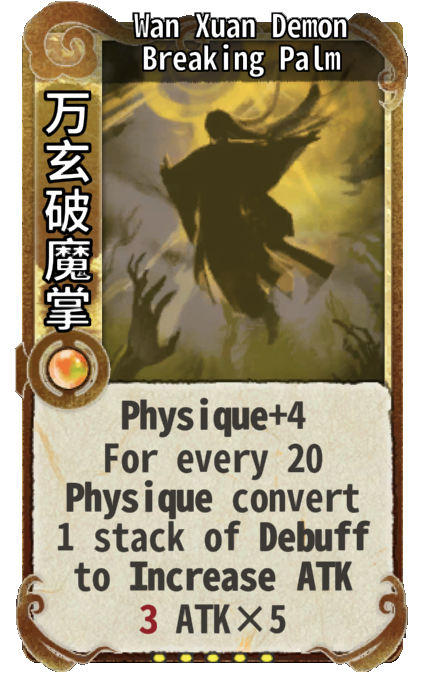 Wan Xuan Demon
Breaking Palm
万玄破魔掌
Physique+4
For every 20
Physique convert
1 stack of Debuff
to Increase ATK
3 ATK×5